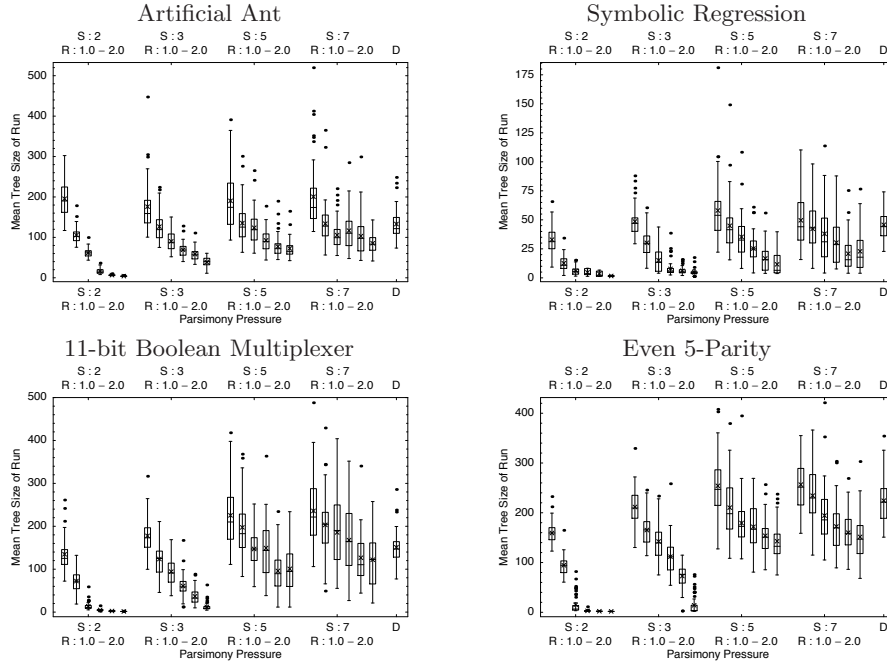 Artificial Ant
S : 2 S : 3 S : 5 S : 7
R : 1.0 – 2.0 R : 1.0 – 2.0 R : 1.0 – 2.0 R : 1.0 – 2.0 D
500
400
300
200
100
0
Mean Tree Size of Run
S : 2 S : 3 S : 5 S : 7
R : 1.0 – 2.0 R : 1.0 – 2.0 R : 1.0 – 2.0 R : 1.0 – 2.0 D
Parsimony Pressure
Symbolic Regression
S : 2 S : 3 S : 5 S : 7
R : 1.0 – 2.0 R : 1.0 – 2.0 R : 1.0 – 2.0 R : 1.0 – 2.0 D
175
150
125
100
75
50
25
0
Mean Tree Size of Run
S : 2 S : 3 S : 5 S : 7
R : 1.0 – 2.0 R : 1.0 – 2.0 R : 1.0 – 2.0 R : 1.0 – 2.0 D
Parsimony Pressure
11-bit Boolean Multiplexer
S : 2 S : 3 S : 5 S : 7
R : 1.0 – 2.0 R : 1.0 – 2.0 R : 1.0 – 2.0 R : 1.0 – 2.0 D
500
400
300
200
100
0
Mean Tree Size of Run
S : 2 S : 3 S : 5 S : 7
R : 1.0 – 2.0 R : 1.0 – 2.0 R : 1.0 – 2.0 R : 1.0 – 2.0 D
Parsimony Pressure
Even 5-Parity
S : 2 S : 3 S : 5 S : 7
R : 1.0 – 2.0 R : 1.0 – 2.0 R : 1.0 – 2.0 R : 1.0 – 2.0 D
400
300
200
100
0
Mean Tree Size of Run
S : 2 S : 3 S : 5 S : 7
R : 1.0 – 2.0 R : 1.0 – 2.0 R : 1.0 – 2.0 R : 1.0 – 2.0 D
Parsimony Pressure